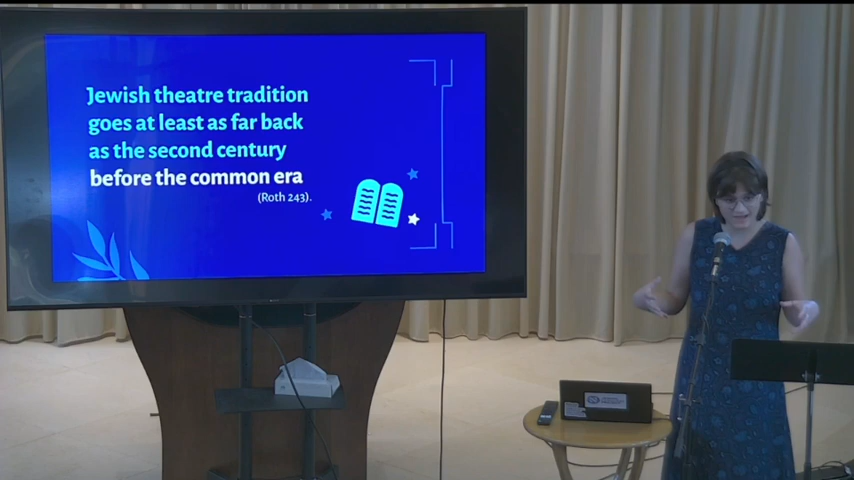 Jewish theatre tradition
goes at least as far back
as the second century
before the common era
(Roth 243).